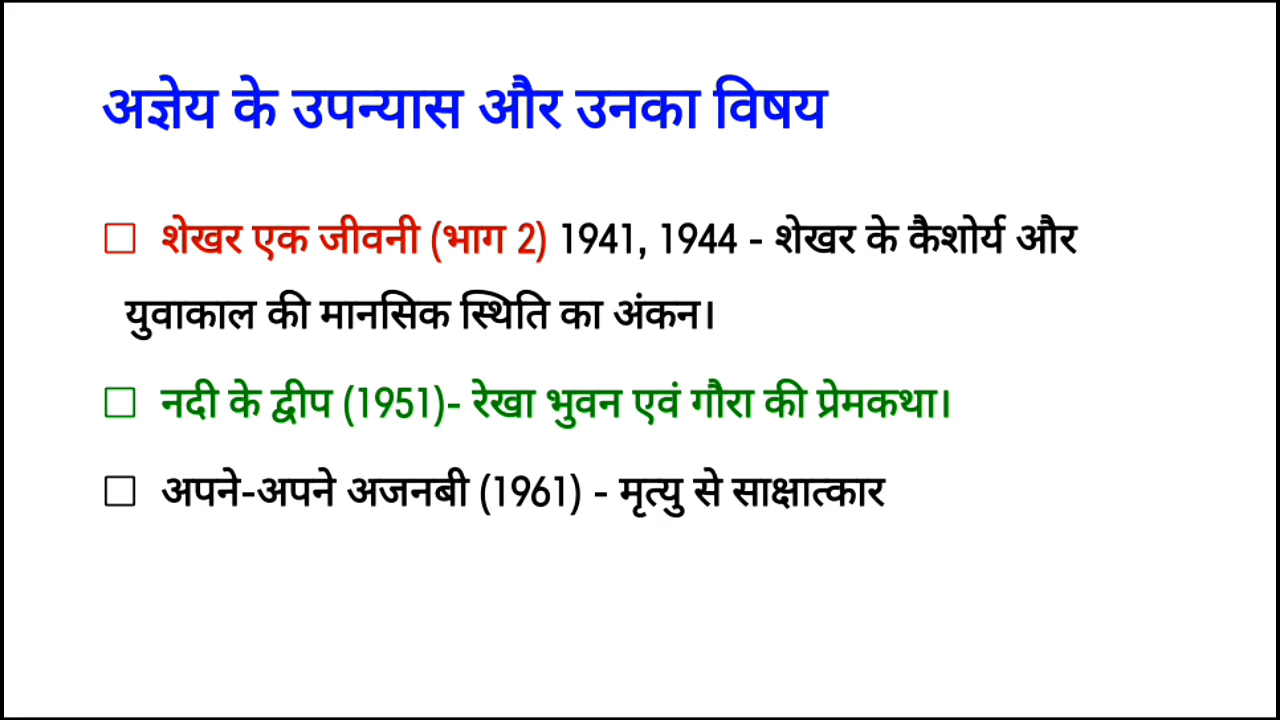 अज्ञेय के उपन्यास और उनका विषय
☐ शेखर एक जीवनी (भाग 2) 1941, 1944 - शेखर के कैशोर्य और
युवाकाल की मानसिक स्थिति का अंकन।
☐ नदी के द्वीप (1951)- रेखा भुवन एवं गौरा की प्रेमकथा।
☐ अपने-अपने अजनबी (1961) - मृत्यु से साक्षात्कार